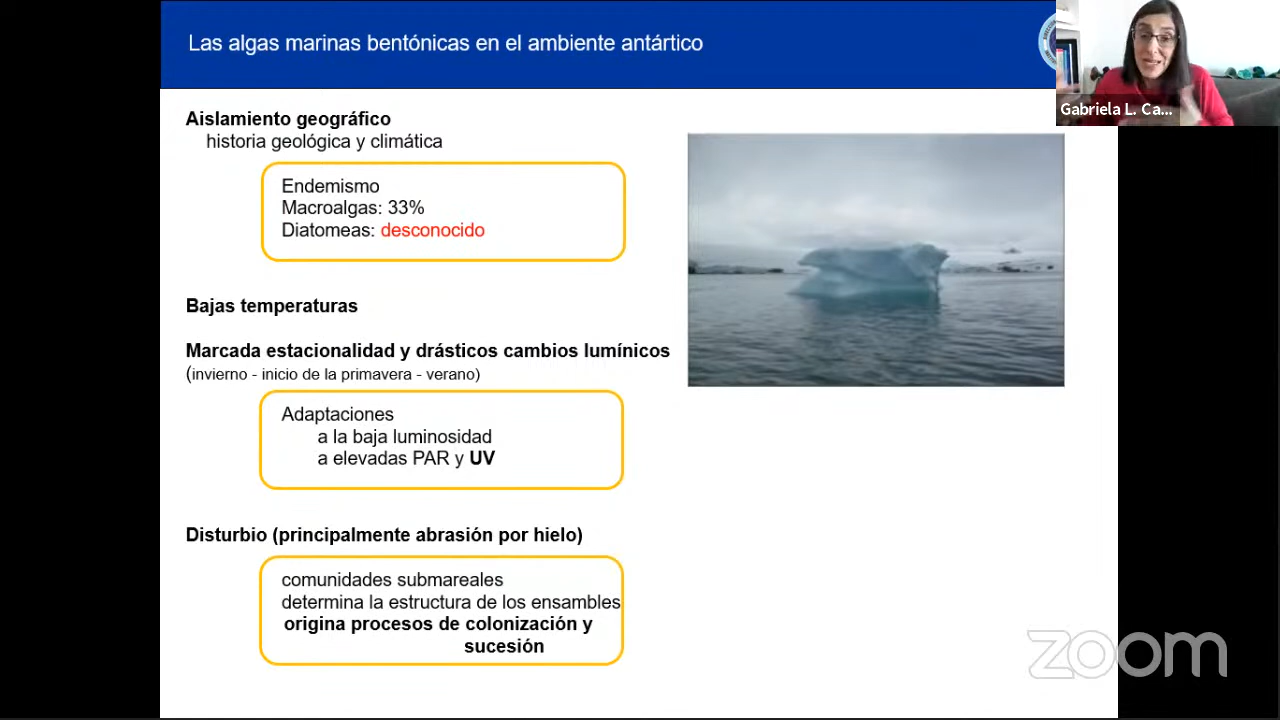 Las algas marinas bentónicas en el ambiente antártico
Gabriela L. Ca...
Aislamiento geográfico
historia geológica y climática
Endemismo
Macroalgas: 33%
Diatomeas: desconocido
Bajas temperaturas
Marcada estacionalidad y drásticos cambios lumínicos
(invierno - inicio de la primavera - verano)
Adaptaciones
a la baja luminosidad
a elevadas PAR y UV
Disturbio (principalmente abrasión por hielo)
comunidades submareales
determina la estructura de los ensambles
origina procesos de colonización y
sucesión
zoom